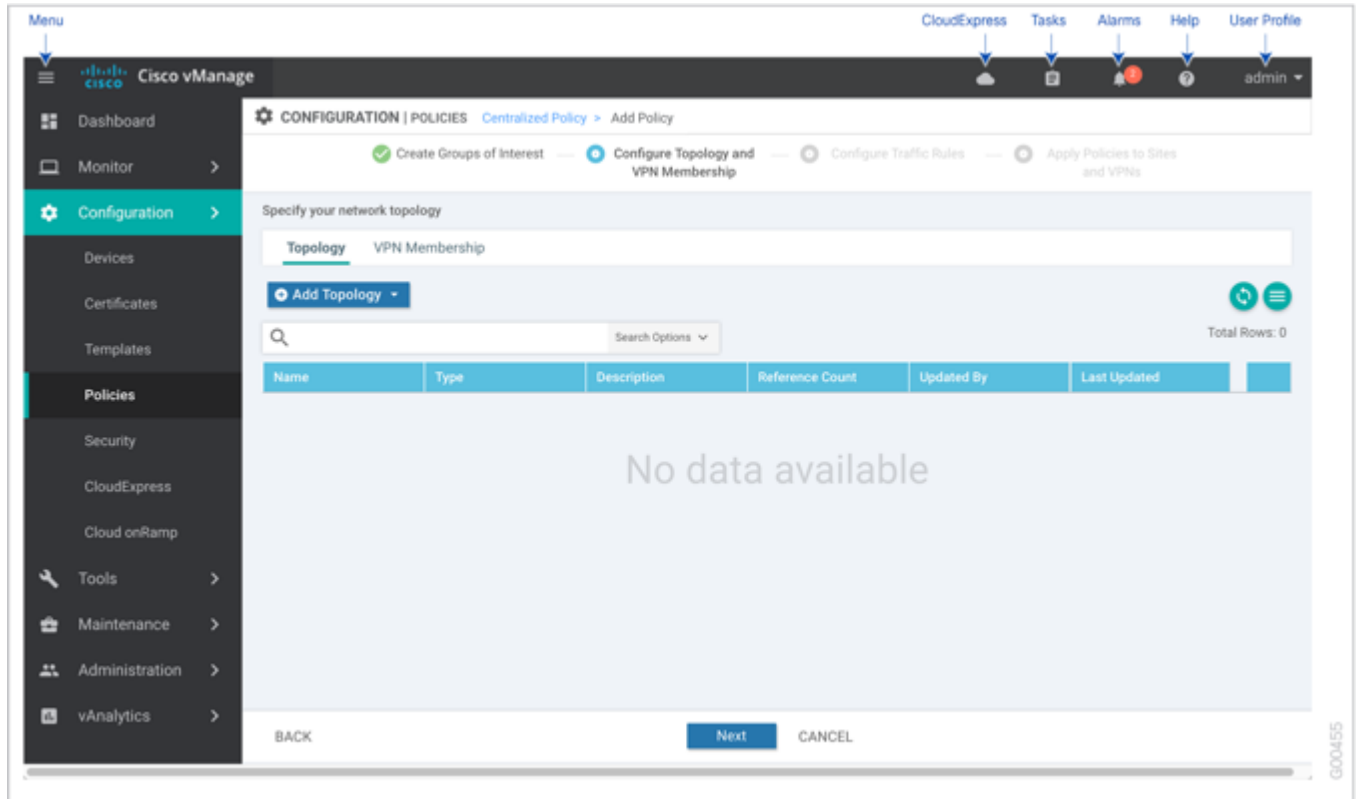 Menu CloudExpress Tasks Alarms Help User Profile
cisco Cisco vManage 2 admin
Dashboard
Monitor
Configuration
Devices
Certificates
Templates
Policies
Security
CloudExpress
Cloud onRamp
Tools
Maintenance
Administration
vAnalytics
CONFIGURATION | POLICIES Centralized Policy > Add Policy
Create Groups of Interest Configure Topology and Configure Traffic Rules Apply Policies to Sites
VPN Membership and VPNs
Specify your network topology
Topology VPN Membership
Add Topology
Search Options Total Rows: 0
Name Type Description Reference Count Updated By Last Updated
No data available
BACK Next CANCEL
G00455